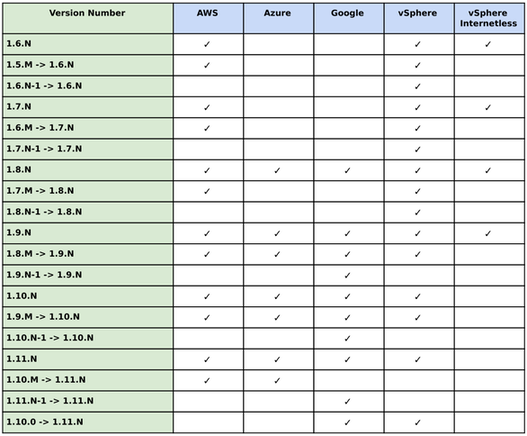 Version Number AWS Azure Google vSphere vSphere Internetless
1.6.N ✓ ✓ ✓
1.5.M -> 1.6.N ✓ ✓
1.6.N-1 -> 1.6.N ✓
1.7.N ✓ ✓ ✓
1.6.M -> 1.7.N ✓ ✓
1.7.N-1 -> 1.7.N ✓
1.8.N ✓ ✓ ✓ ✓ ✓
1.7.M -> 1.8.N ✓ ✓
1.8.N-1 -> 1.8.N ✓
1.9.N ✓ ✓ ✓ ✓ ✓
1.8.M -> 1.9.N ✓ ✓ ✓ ✓
1.9.N-1 -> 1.9.N ✓
1.10.N ✓ ✓ ✓ ✓
1.9.M -> 1.10.N ✓ ✓ ✓ ✓
1.10.N-1 -> 1.10.N ✓
1.11.N ✓ ✓ ✓ ✓
1.10.M -> 1.11.N ✓ ✓
1.11.N-1 -> 1.11.N ✓
1.10.0 -> 1.11.N ✓ ✓